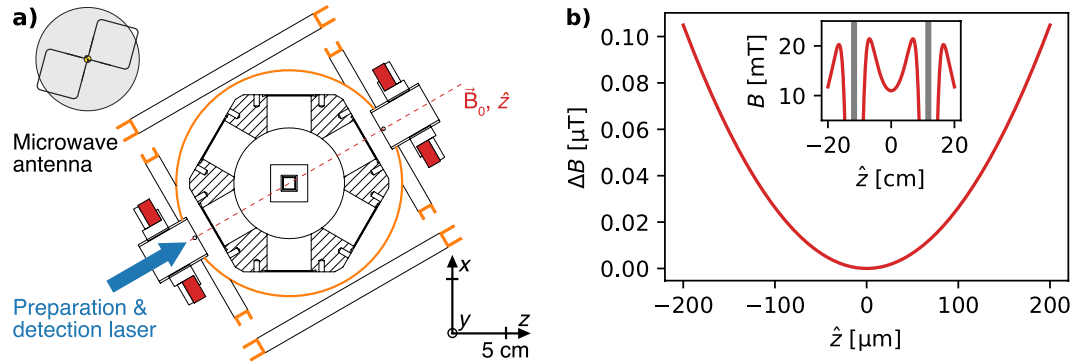 a)
Microwave
antenna
B⃗₀, ẑ
Preparation &
detection laser
x
y
z
5 cm
b)
ΔB [µT]
0.10
0.08
0.06
0.04
0.02
0.00
−200
−100
0
100
200
ẑ [µm]
B [mT]
20
10
−20
0
20
ẑ [cm]